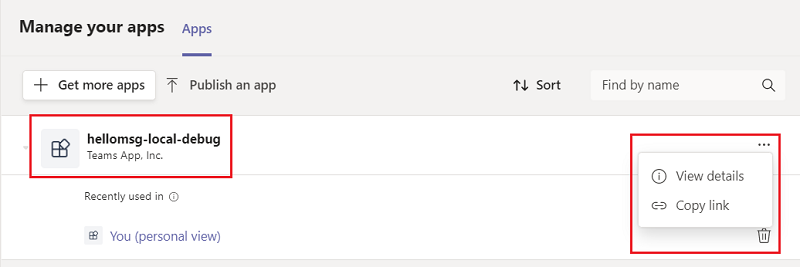 Manage your apps Apps
Get more apps Publish an app Sort Find by name
hellomsg-local-debug
Teams App, Inc.
View details
Recently used in
Copy link
You (personal view)